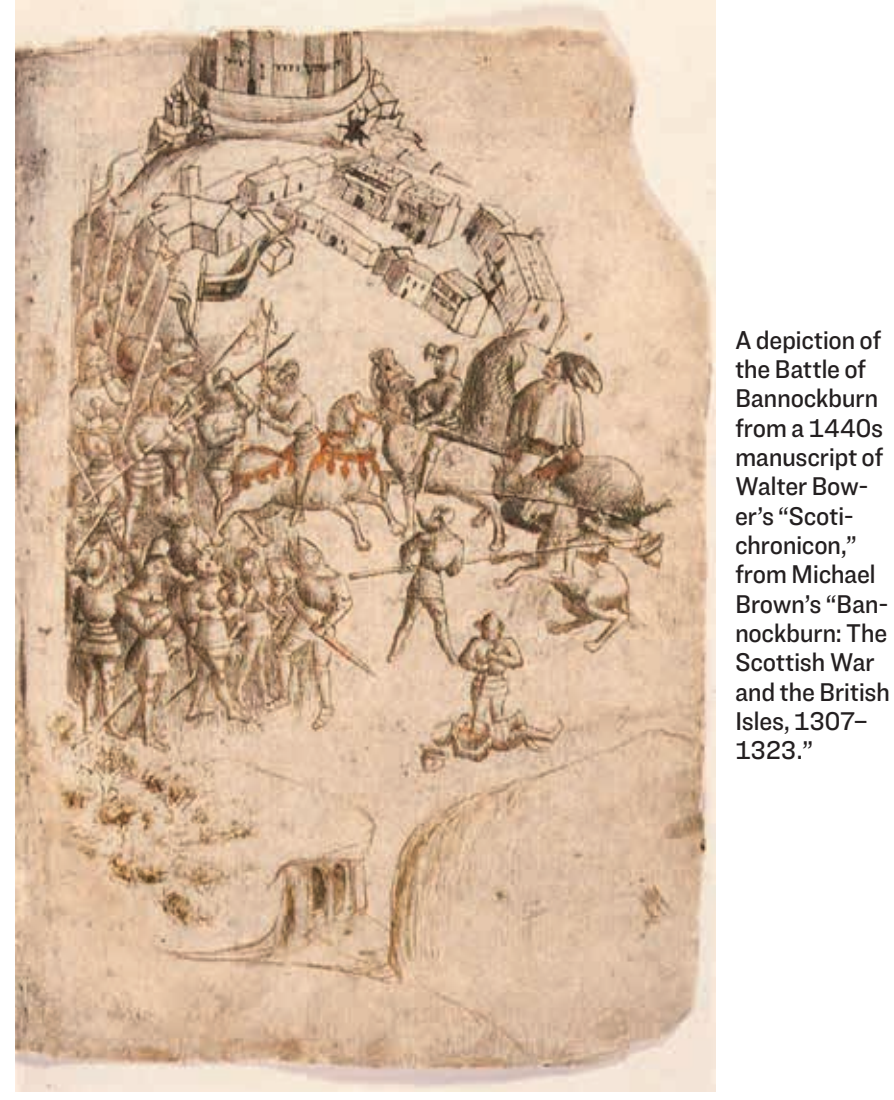 A depiction of
the Battle of
Bannockburn
from a 1440s
manuscript of
Walter Bow-
er’s “Scoti-
chronicon,”
from Michael
Brown’s “Ban-
nockburn: The
Scottish War
and the British
Isles, 1307–
1323.”